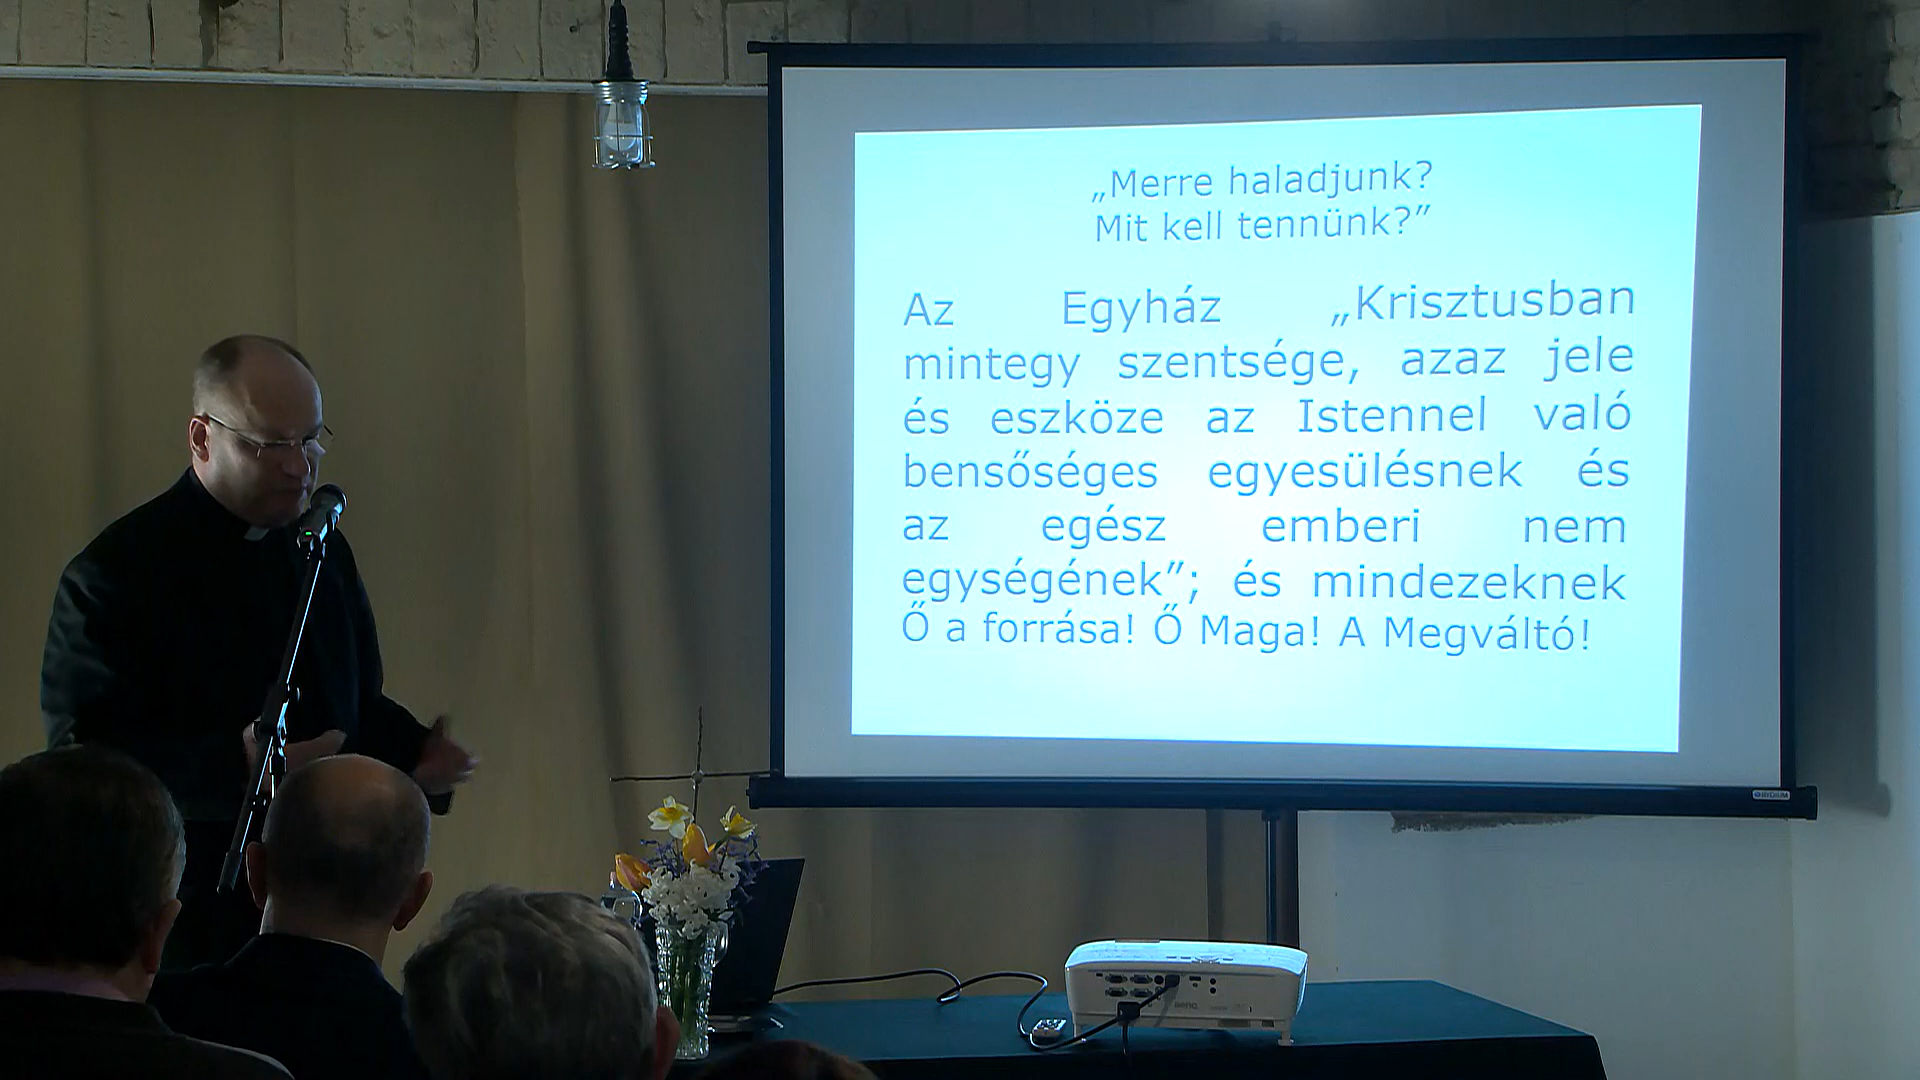 „Merre haladjunk?
Mit kell tennünk?”
Az Egyház „Krisztusban
mintegy szentsége, azaz jele
és eszköze az Istennel való
bensőséges egyesülésnek és
az egész emberi nem
egységének”; és mindezeknek
Ő a forrása! Ő Maga! A Megváltó!
BENQ